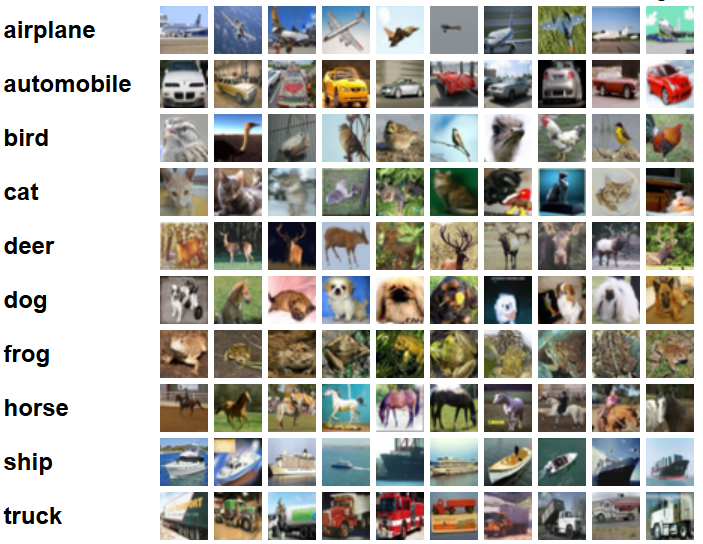 airplane
automobile
bird
cat
deer
dog
frog
horse
ship
truck